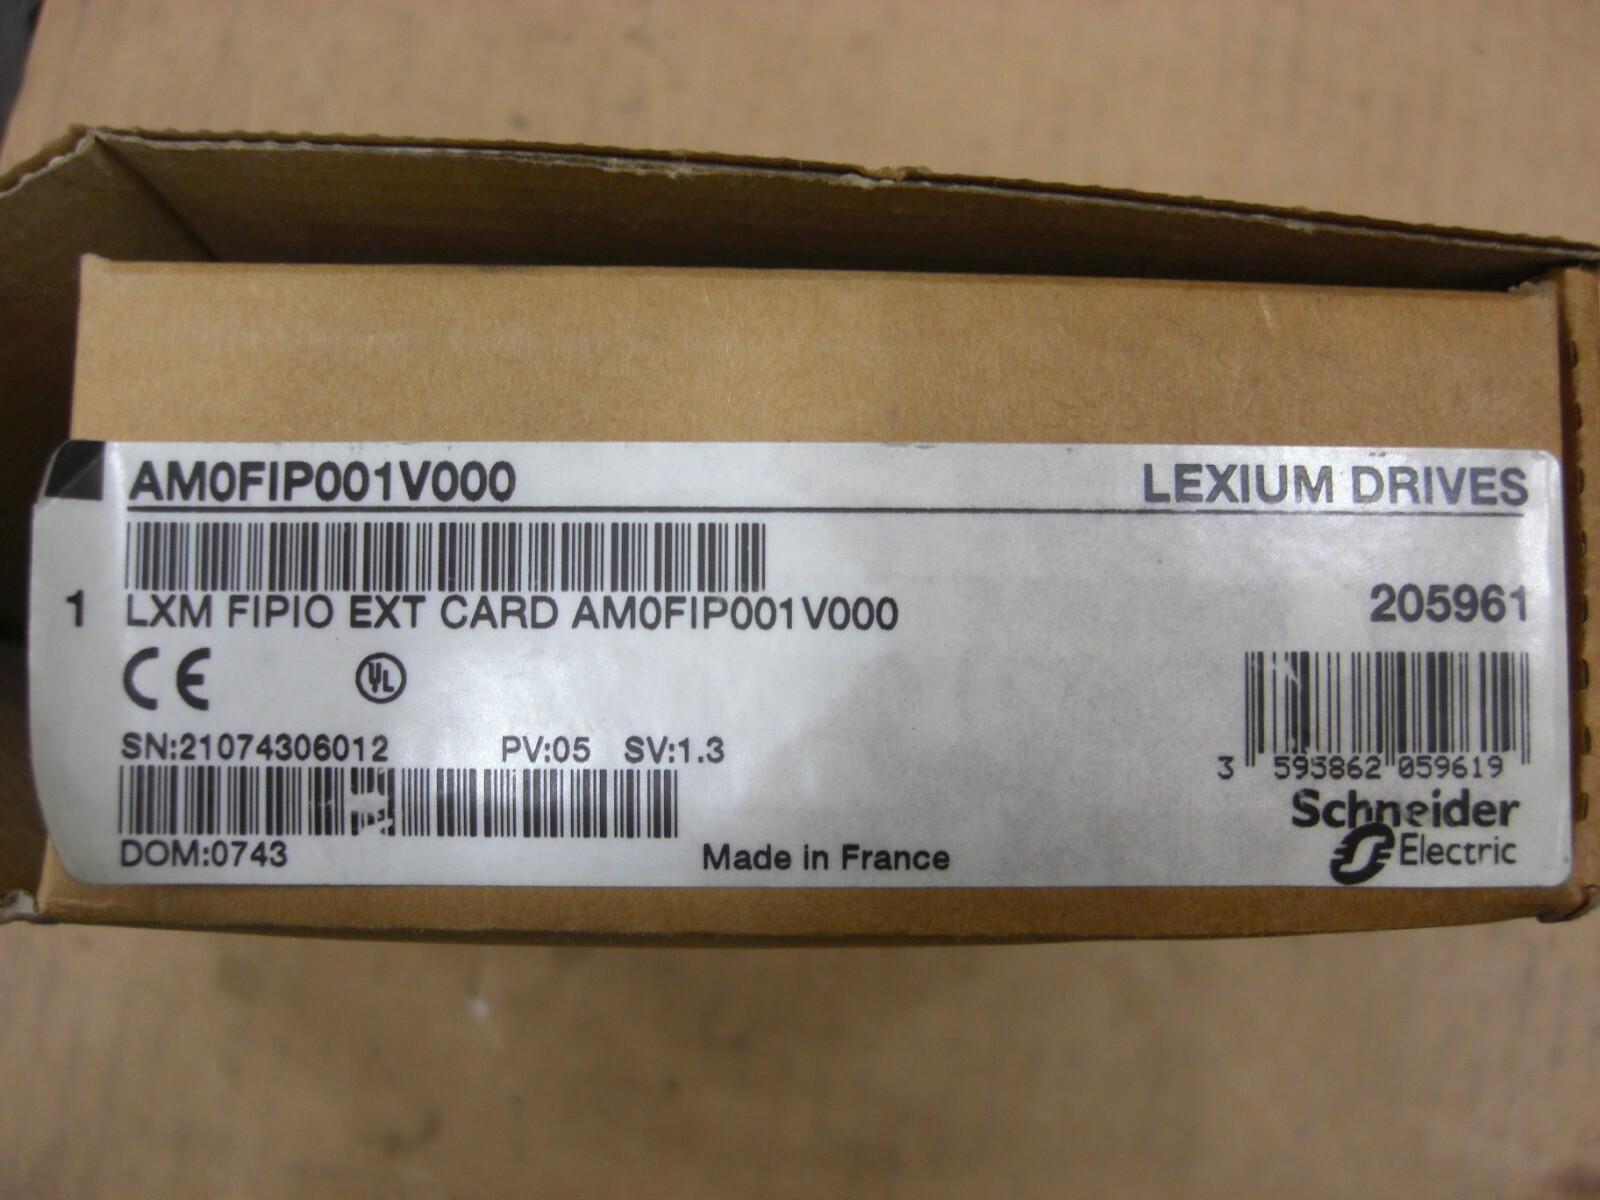 AM0FIP001V000 LEXIUM DRIVES
1 LXM FIPIO EXT CARD AM0FIP001V000 205961
CE UL
SN:21074306012 PV:05 SV:1.3
3 595862 059619
Schneider
Electric
DOM:0743 Made in France